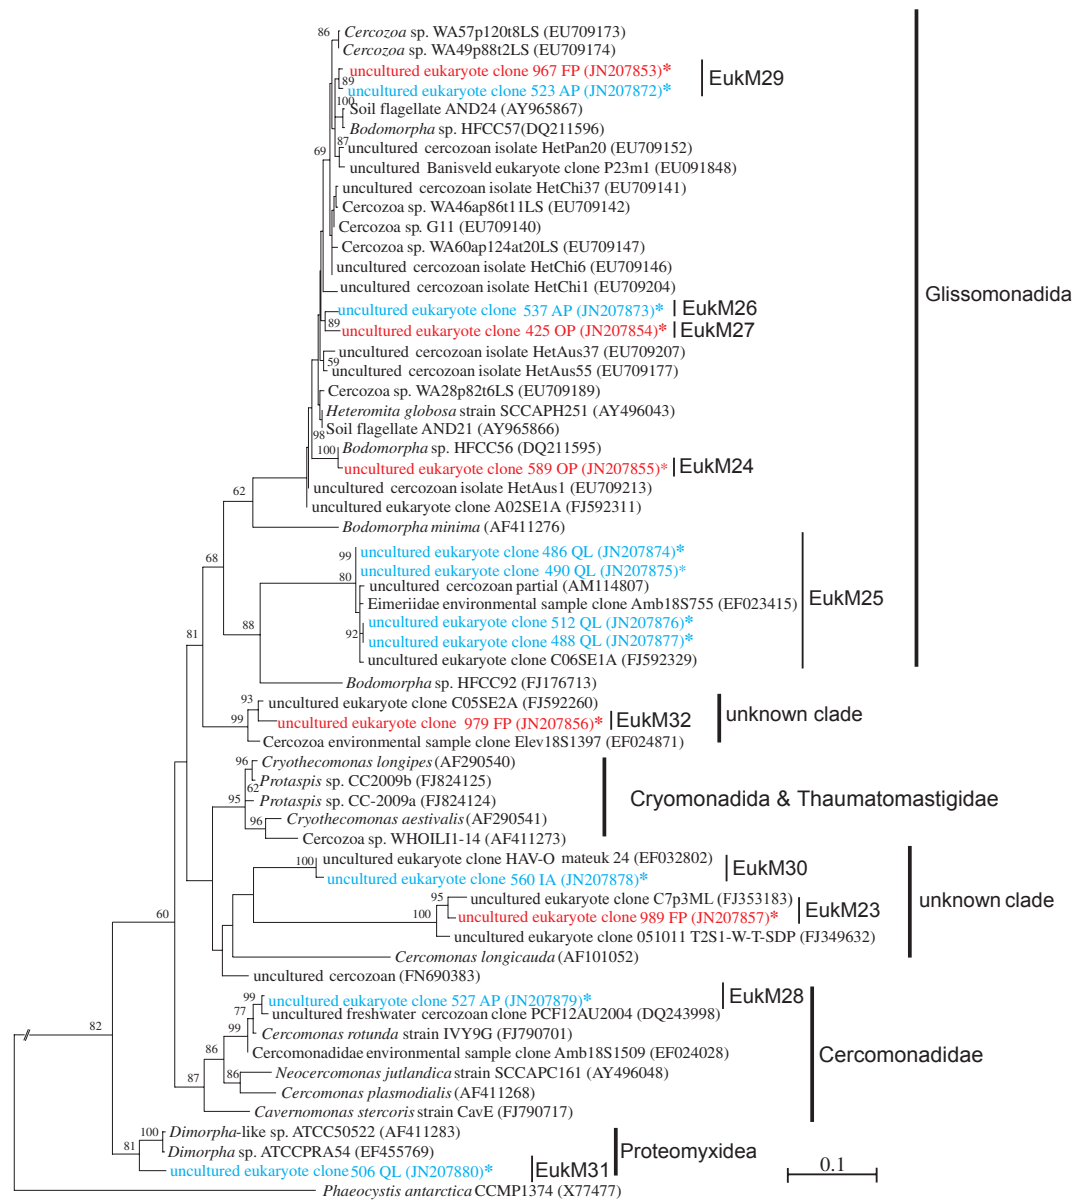 86
Cercozoa sp. WA57p120t8LS (EU709173)
Cercozoa sp. WA49p88t2LS (EU709174)
uncultured eukaryote clone 967 FP (JN207853)*
EukM29
89
uncultured eukaryote clone 523 AP (JN207872)*
100
Soil flagellate AND24 (AY965867)
Bodomorpha sp. HFCC57(DQ211596)
87
uncultured cercozoan isolate HetPan20 (EU709152)
69
uncultured Banisveld eukaryote clone P23m1 (EU091848)
uncultured cercozoan isolate HetChi37 (EU709141)
Cercozoa sp. WA46ap86t11LS (EU709142)
Cercozoa sp. G11 (EU709140)
Cercozoa sp. WA60ap124at20LS (EU709147)
uncultured cercozoan isolate HetChi6 (EU709146)
uncultured cercozoan isolate HetChi1 (EU709204)
Glissomonadida
uncultured eukaryote clone 537 AP (JN207873)*
EukM26
89
uncultured eukaryote clone 425 OP (JN207854)*
EukM27
uncultured cercozoan isolate HetAus37 (EU709207)
59
uncultured cercozoan isolate HetAus55 (EU709177)
Cercozoa sp. WA28p82t6LS (EU709189)
Heteromita globosa strain SCCAPH251 (AY496043)
Soil flagellate AND21 (AY965866)
98
Bodomorpha sp. HFCC56 (DQ211595)
100
uncultured eukaryote clone 589 OP (JN207855)*
EukM24
uncultured cercozoan isolate HetAus1 (EU709213)
62
uncultured eukaryote clone A02SE1A (FJ592311)
Bodomorpha minima (AF411276)
99
uncultured eukaryote clone 486 QL (JN207874)*
68
uncultured eukaryote clone 490 QL (JN207875)*
80
uncultured cercozoan partial (AM114807)
Eimeriidae environmental sample clone Amb18S755 (EF023415)
EukM25
uncultured eukaryote clone 512 QL (JN207876)*
88
92
uncultured eukaryote clone 488 QL (JN207877)*
81
uncultured eukaryote clone C06SE1A (FJ592329)
Bodomorpha sp. HFCC92 (FJ176713)
93
uncultured eukaryote clone C05SE2A (FJ592260)
99
uncultured eukaryote clone 979 FP (JN207856)*
EukM32
unknown clade
Cercozoa environmental sample clone Elev18S1397 (EF024871)
96
Cryothecomonas longipes (AF290540)
Protaspis sp. CC2009b (FJ824125)
62
95
Protaspis sp. CC-2009a (FJ824124)
Cryomonadida & Thaumatomastigidae
96
Cryothecomonas aestivalis (AF290541)
Cercozoa sp. WHOILI1-14 (AF411273)
100
uncultured eukaryote clone HAV-O mateuk 24 (EF032802)
EukM30
uncultured eukaryote clone 560 IA (JN207878)*
95
uncultured eukaryote clone C7p3ML (FJ353183)
unknown clade
100
uncultured eukaryote clone 989 FP (JN207857)*
EukM23
60
uncultured eukaryote clone 051011 T2S1-W-T-SDP (FJ349632)
Cercomonas longicauda (AF101052)
uncultured cercozoan (FN690383)
99
uncultured eukaryote clone 527 AP (JN207879)*
EukM28
77
uncultured freshwater cercozoan clone PCF12AU2004 (DQ243998)
82
99
Cercomonas rotunda strain IVY9G (FJ790701)
86
Cercomonadidae environmental sample clone Amb18S1509 (EF024028)
Cercomonadidae
87
86
Neocercomonas jutlandica strain SCCAPC161 (AY496048)
Cercomonas plasmodialis (AF411268)
Cavernomonas stercoris strain CavE (FJ790717)
100
Dimorpha-like sp. ATCC50522 (AF411283)
81
Dimorpha sp. ATCCPRA54 (EF455769)
Proteomyxidea
uncultured eukaryote clone 506 QL (JN207880)*
EukM31
0.1
Phaeocystis antarctica CCMP1374 (X77477)